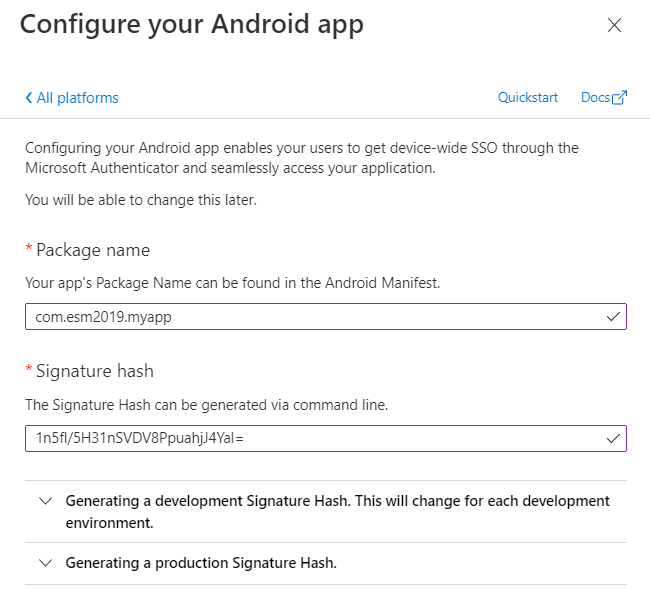 Configure your Android app
All platforms
Quickstart
Docs
Configuring your Android app enables your users to get device-wide SSO through the
Microsoft Authenticator and seamlessly access your application.
You will be able to change this later.
* Package name
Your app's Package Name can be found in the Android Manifest.
com.esm2019.myapp
* Signature hash
The Signature Hash can be generated via command line.
1n5fl/5H31nSVDV8PpuahjJ4YaI=
Generating a development Signature Hash. This will change for each development
environment.
Generating a production Signature Hash.